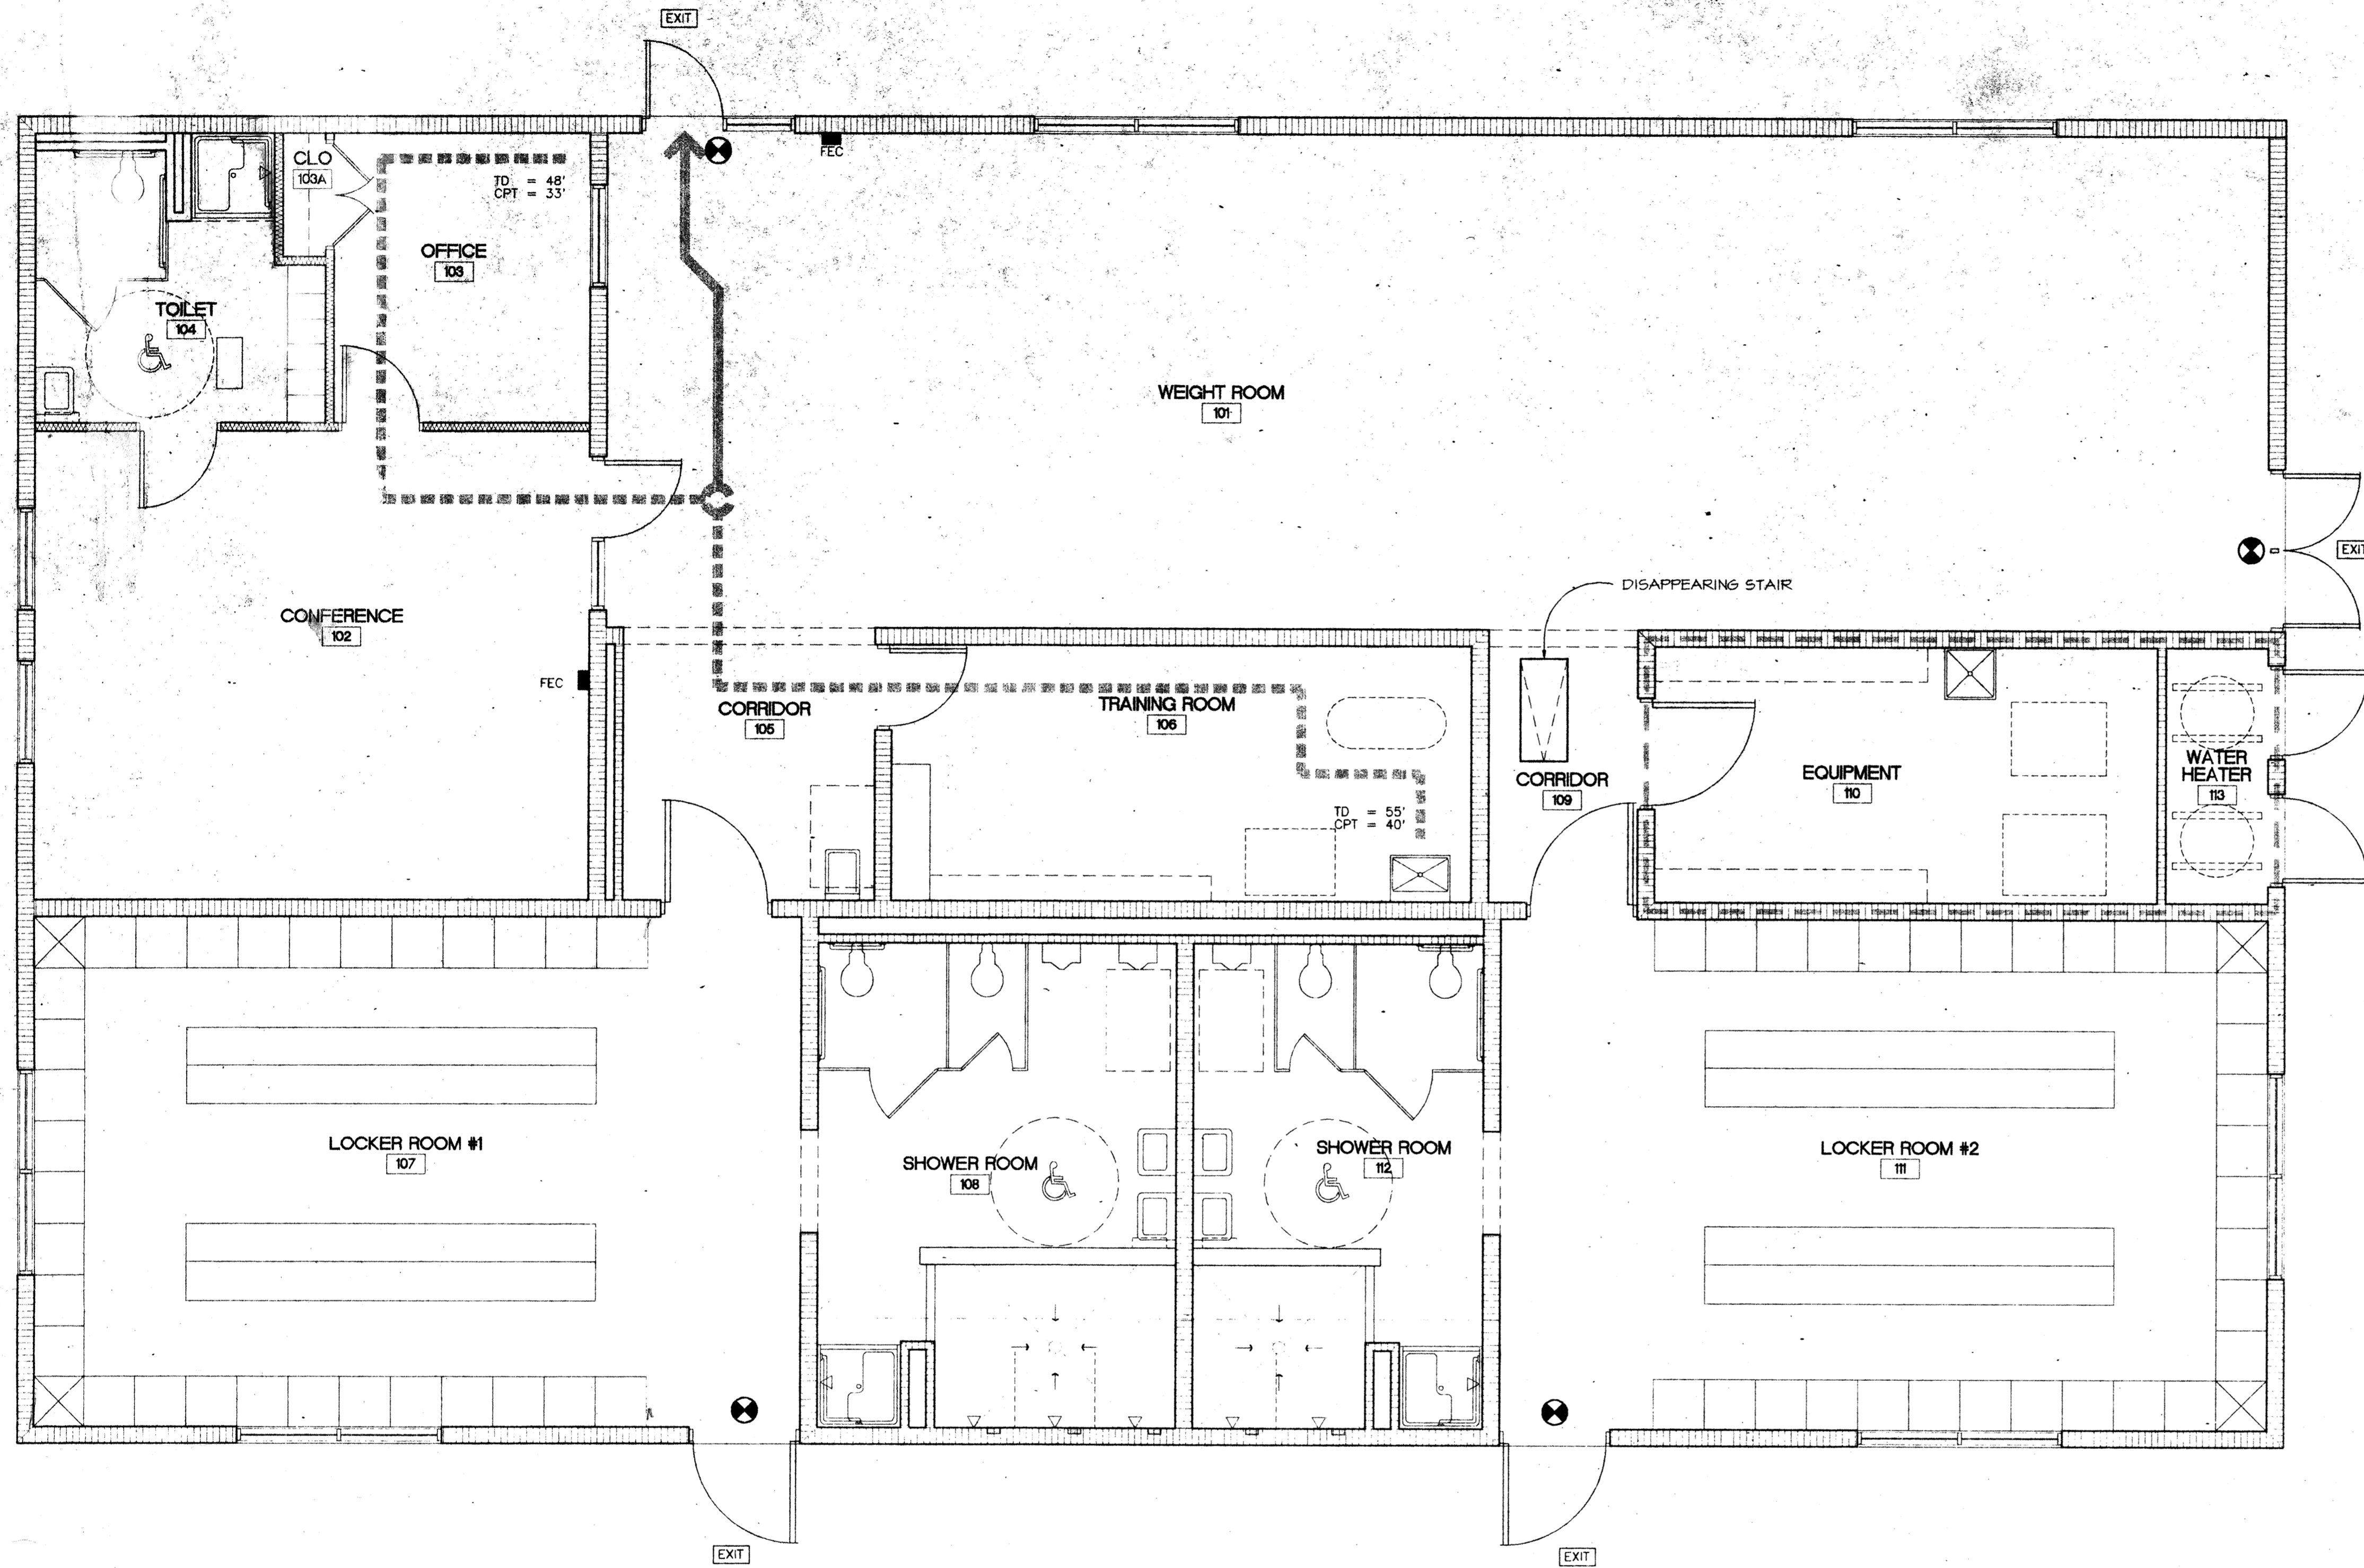 EXIT
FEC
CLO
103A
TD = 48'
CPT = 33'
OFFICE
103
TOILET
104
WEIGHT ROOM
101
EXIT
DISAPPEARING STAIR
CONFERENCE
102
FEC
CORRIDOR
105
TRAINING ROOM
106
TD = 55'
CPT = 40'
CORRIDOR
109
EQUIPMENT
110
WATER
HEATER
113
LOCKER ROOM #1
107
SHOWER ROOM
108
SHOWER ROOM
112
LOCKER ROOM #2
111
EXIT
EXIT